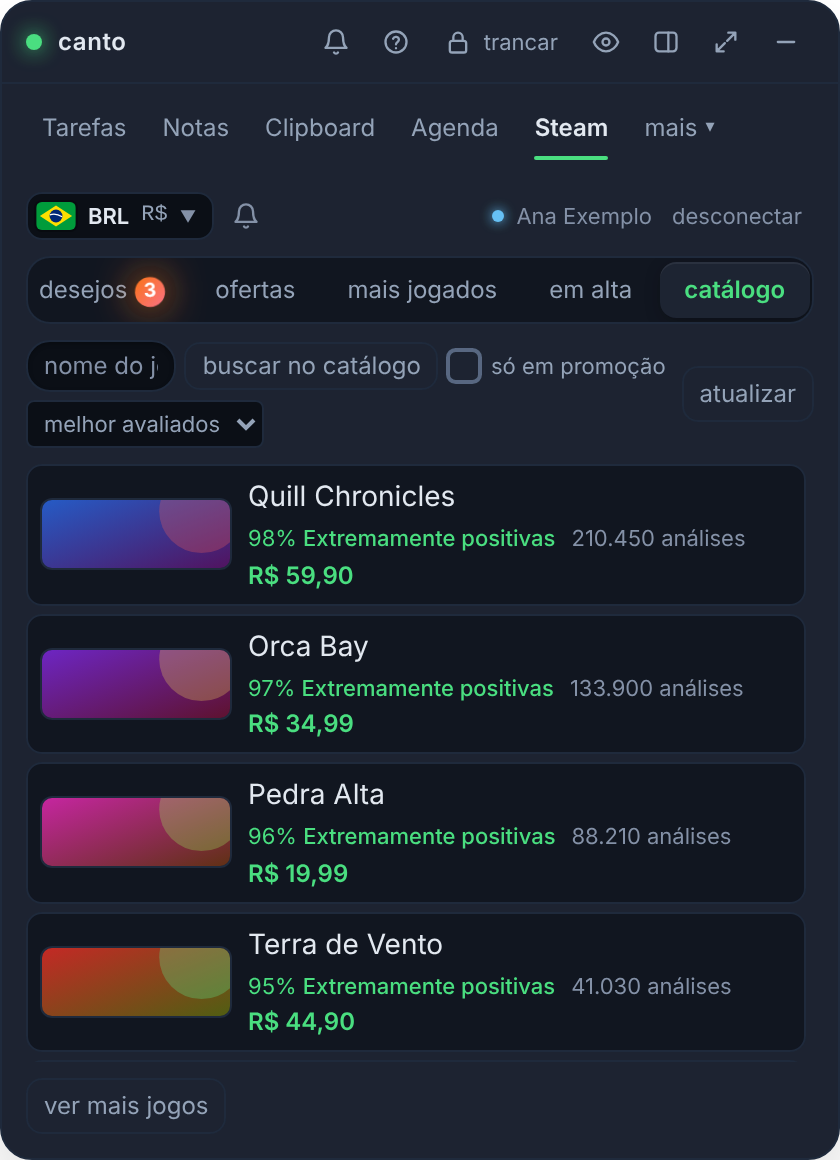 canto trancar
Tarefas Notas Clipboard Agenda Steam mais ▼
BRL R$ ▼ Ana Exemplo desconectar
desejos 3 ofertas mais jogados em alta catálogo
nome do j buscar no catálogo só em promoção
atualizar
melhor avaliados
Quill Chronicles
98% Extremamente positivas 210.450 análises
R$ 59,90
Orca Bay
97% Extremamente positivas 133.900 análises
R$ 34,99
Pedra Alta
96% Extremamente positivas 88.210 análises
R$ 19,99
Terra de Vento
95% Extremamente positivas 41.030 análises
R$ 44,90
ver mais jogos